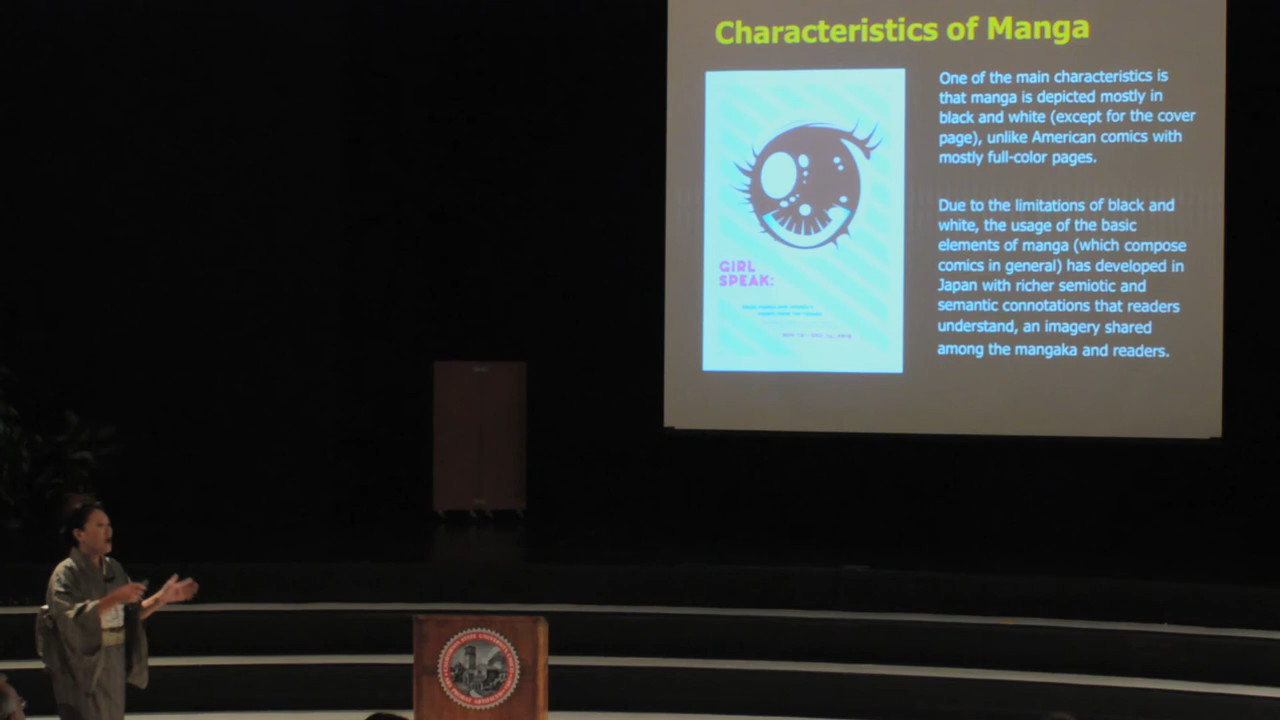 Characteristics of Manga
One of the main characteristics is
that manga is depicted mostly in
black and white (except for the cover
page), unlike American comics with
mostly full-color pages.
Due to the limitations of black and
white, the usage of the basic
elements of manga (which compose
comics in general) has developed in
Japan with richer semiotic and
semantic connotations that readers
understand, an imagery shared
among the mangaka and readers.
GIRL
SPEAK:
CALIFORNIA STATE UNIVERSITY